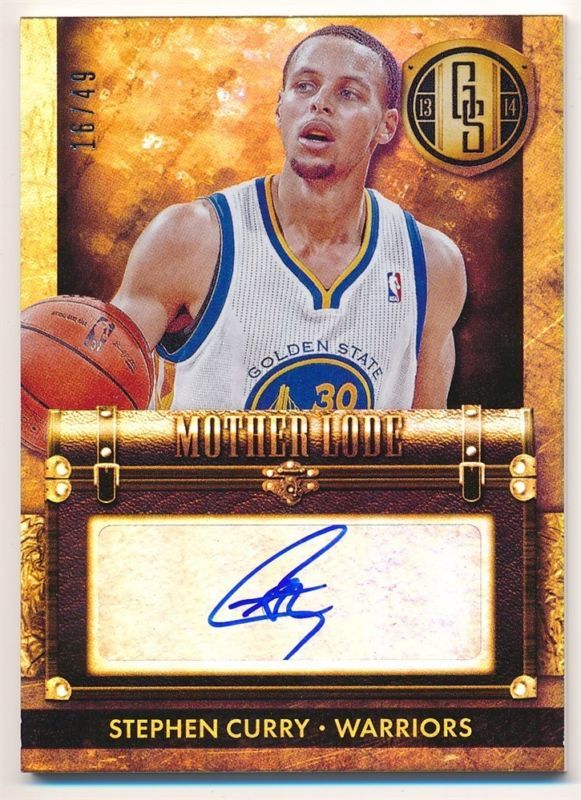 16/49
13 GS 14
GOLDEN STATE
30
MOTHER LODE
STEPHEN CURRY · WARRIORS